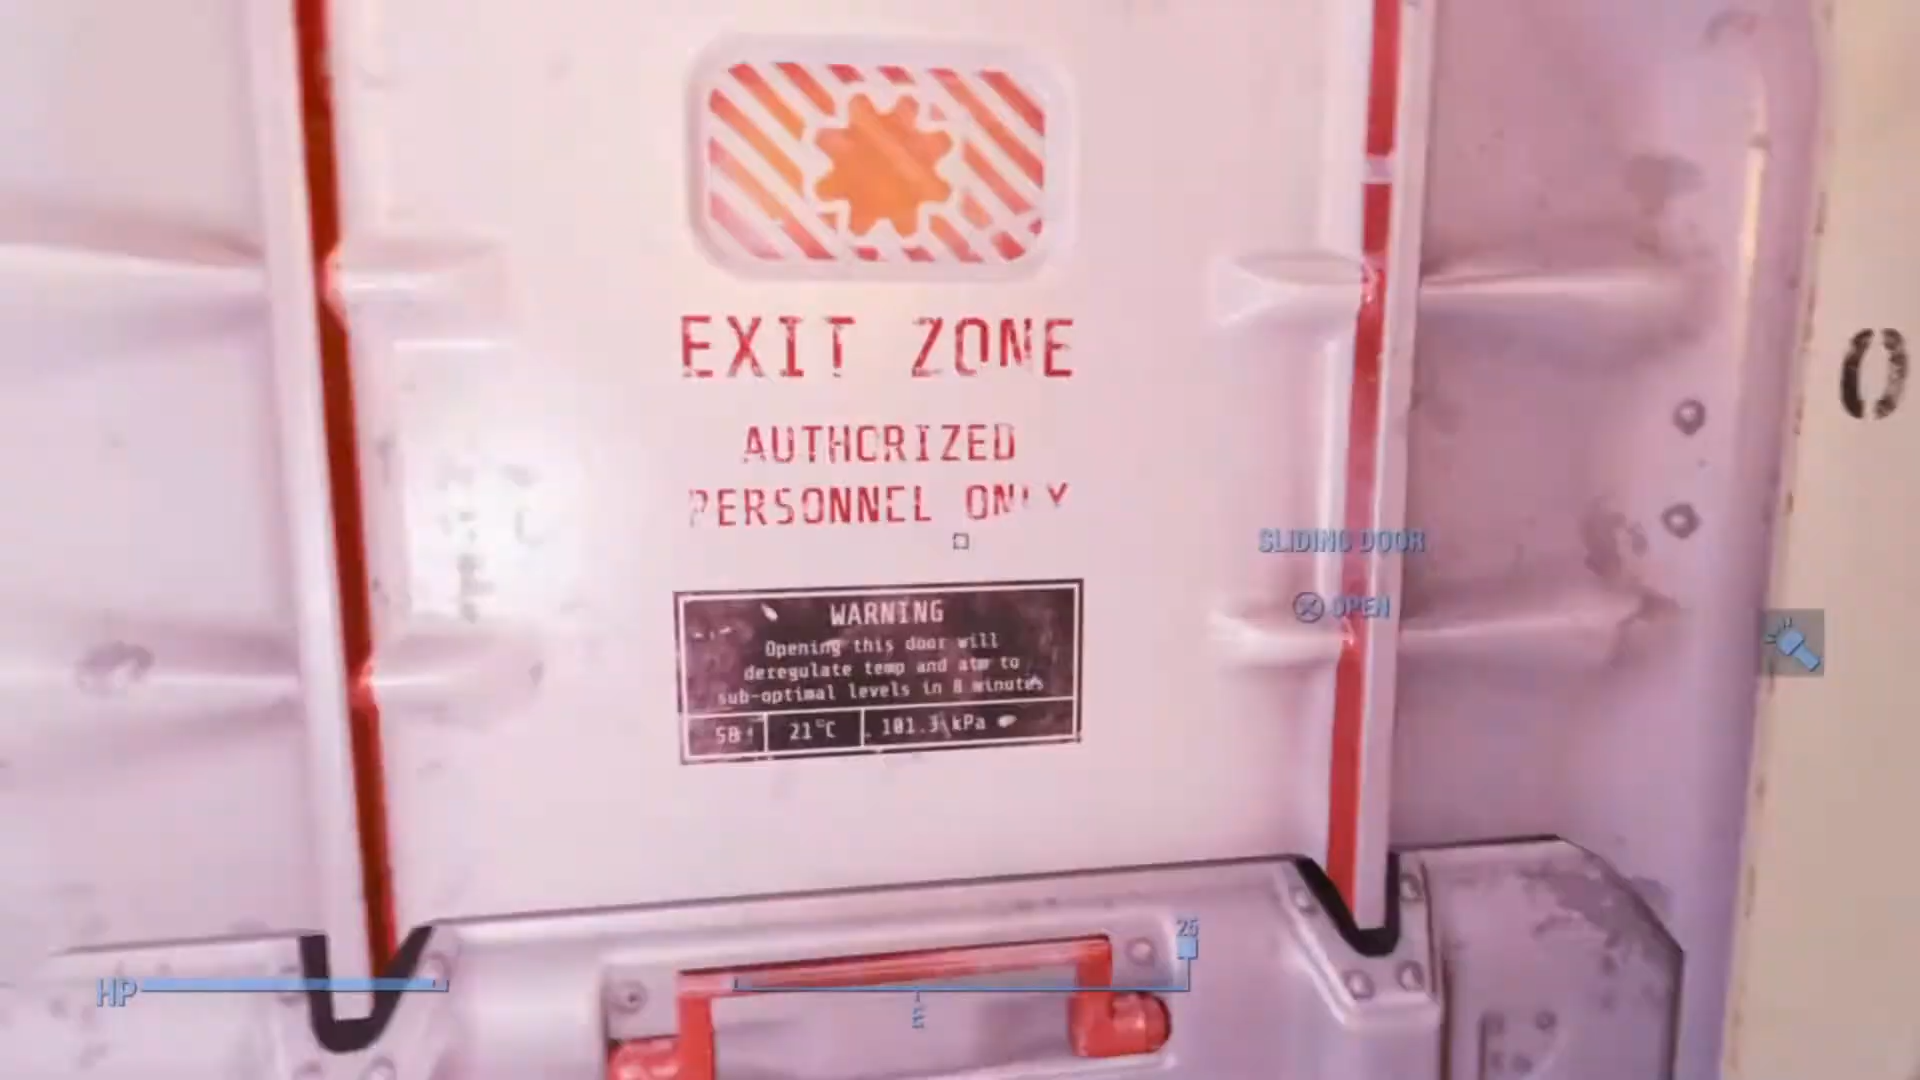 EXIT ZONE
AUTHORIZED
PERSONNEL ONLY
SLIDING DOOR
OPEN
WARNING
Opening this door will
deregulate temp and atm to
sub-optimal levels in 8 minutes
21°C 101.3 kPa
25
HP
E